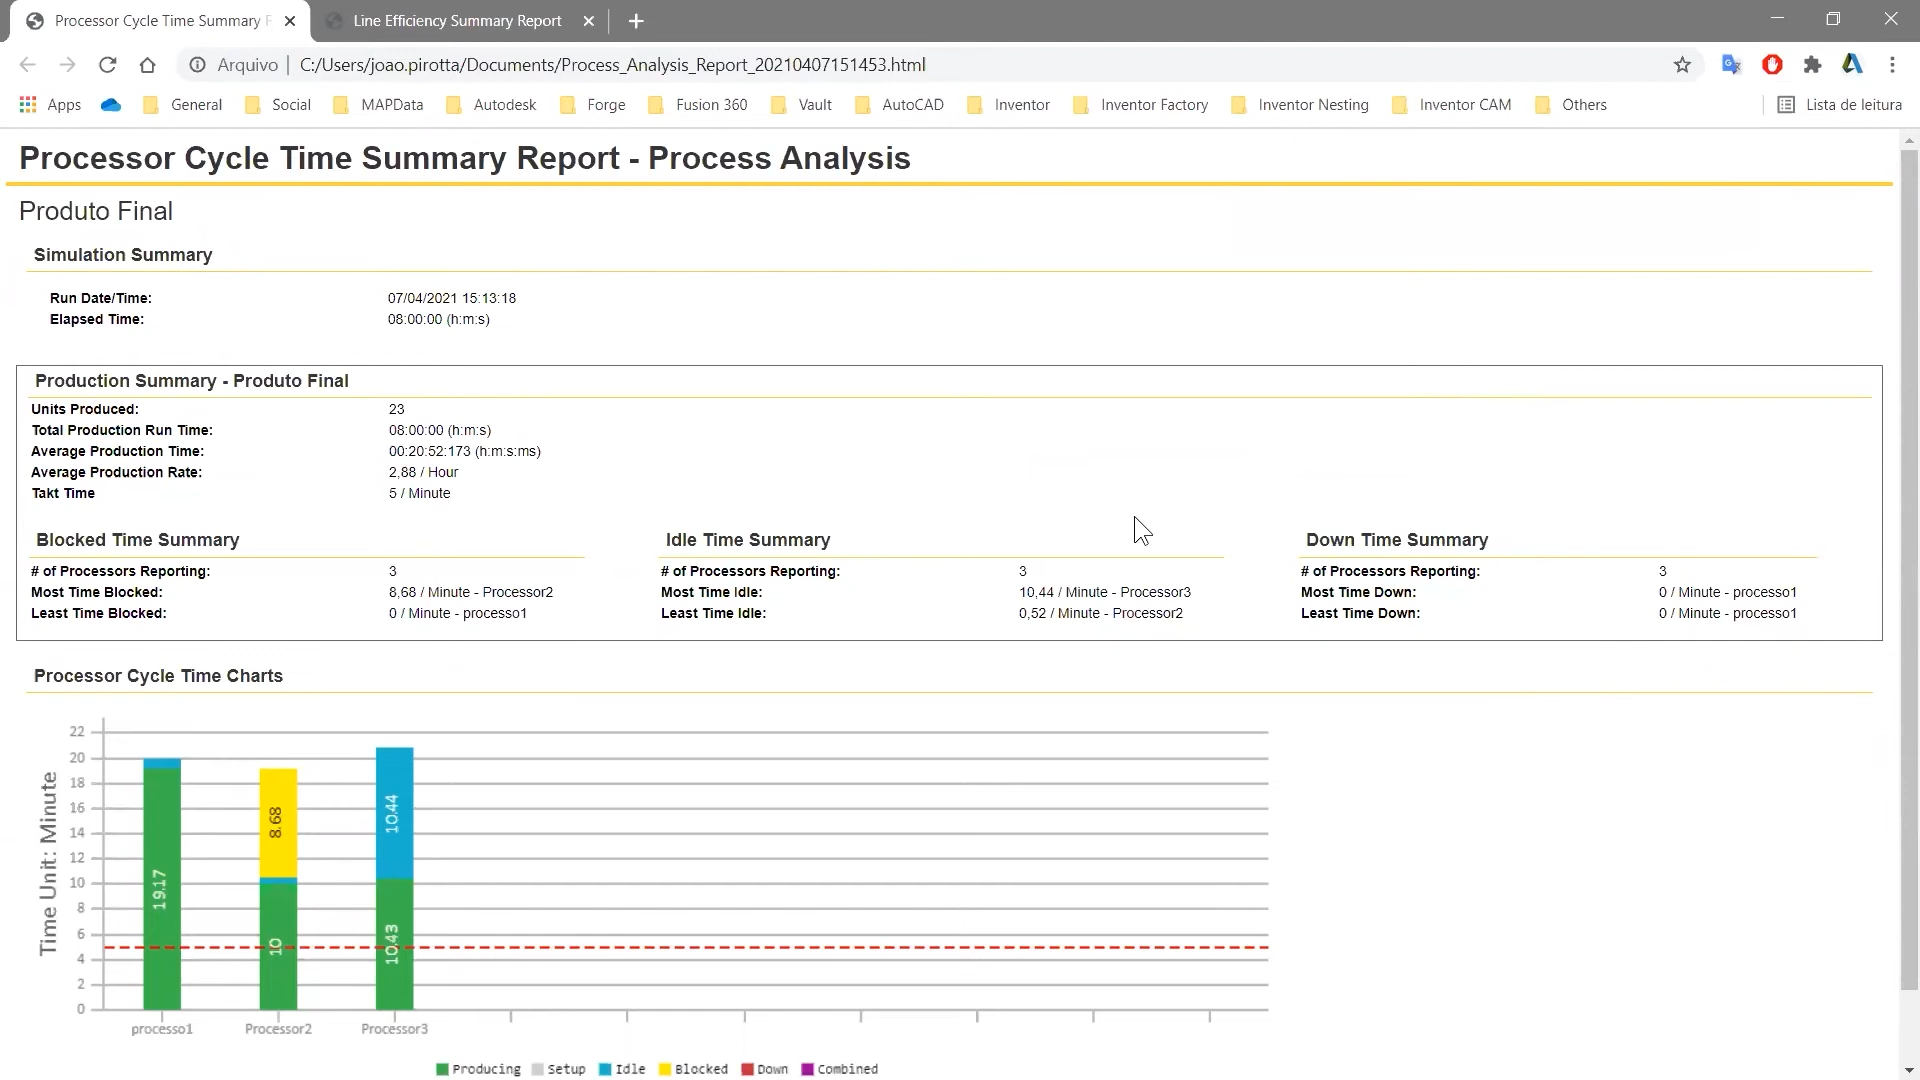 Processor Cycle Time Summary R
Line Efficiency Summary Report
Arquivo | C:/Users/joao.pirotta/Documents/Process_Analysis_Report_20210407151453.html
Apps General Social MAPData Autodesk Forge Fusion 360 Vault AutoCAD Inventor Inventor Factory Inventor Nesting Inventor CAM Others Lista de leitura
Processor Cycle Time Summary Report - Process Analysis
Produto Final
Simulation Summary
Run Date/Time: 07/04/2021 15:13:18
Elapsed Time: 08:00:00 (h:m:s)
Production Summary - Produto Final
Units Produced: 23
Total Production Run Time: 08:00:00 (h:m:s)
Average Production Time: 00:20:52:173 (h:m:s:ms)
Average Production Rate: 2,88 / Hour
Takt Time 5 / Minute
Blocked Time Summary
# of Processors Reporting: 3
Most Time Blocked: 8,68 / Minute - Processor2
Least Time Blocked: 0 / Minute - processo1
Idle Time Summary
# of Processors Reporting: 3
Most Time Idle: 10,44 / Minute - Processor3
Least Time Idle: 0,52 / Minute - Processor2
Down Time Summary
# of Processors Reporting: 3
Most Time Down: 0 / Minute - processo1
Least Time Down: 0 / Minute - processo1
Processor Cycle Time Charts
Time Unit: Minute
22
20
18
16
14
12
10
8
6
4
2
0
19.17
8.68
10
10.44
10.43
processo1 Processor2 Processor3
Producing Setup Idle Blocked Down Combined